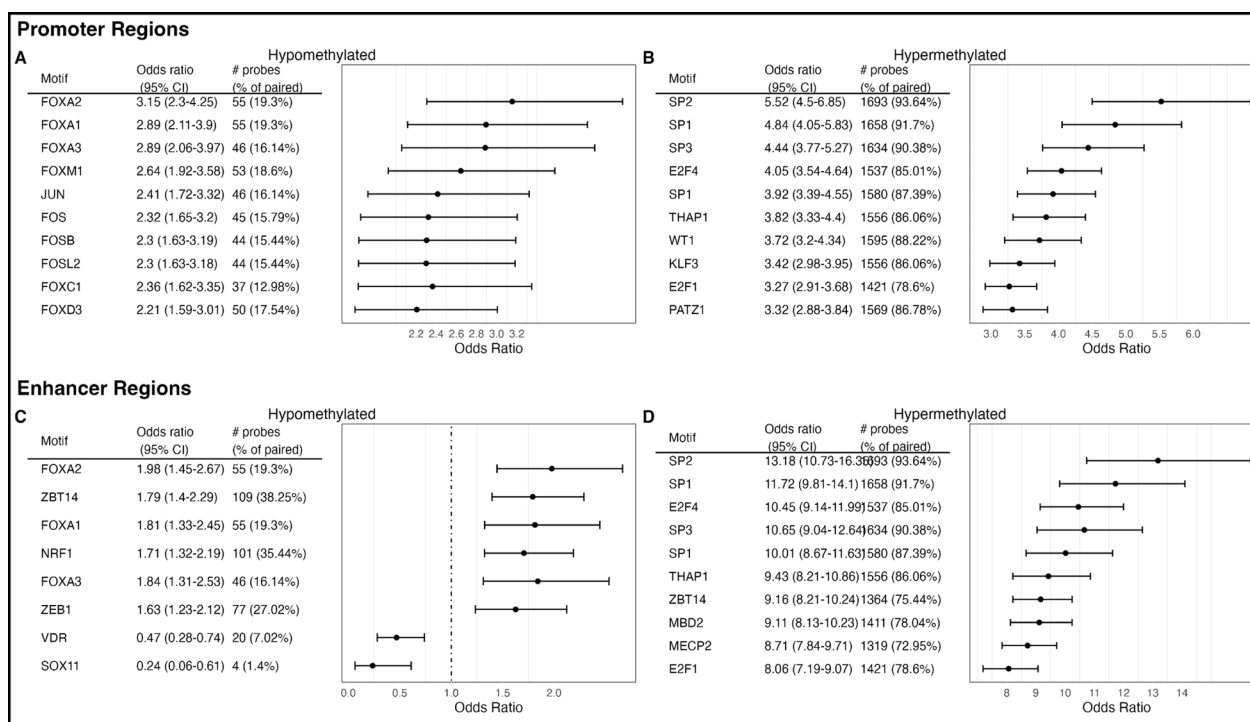 Promoter Regions
A
Hypomethylated
Motif Odds ratio (95% CI) # probes (% of paired)
FOXA2 3.15 (2.3-4.25) 55 (19.3%)
FOXA1 2.89 (2.11-3.9) 55 (19.3%)
FOXA3 2.89 (2.06-3.97) 46 (16.14%)
FOXM1 2.64 (1.92-3.58) 53 (18.6%)
JUN 2.41 (1.72-3.32) 46 (16.14%)
FOS 2.32 (1.65-3.2) 45 (15.79%)
FOSB 2.3 (1.63-3.19) 44 (15.44%)
FOSL2 2.3 (1.63-3.18) 44 (15.44%)
FOXC1 2.36 (1.62-3.35) 37 (12.98%)
FOXD3 2.21 (1.59-3.01) 50 (17.54%)
2.2 2.4 2.6 2.8 3.0 3.2
Odds Ratio
B
Hypermethylated
Motif Odds ratio (95% CI) # probes (% of paired)
SP2 5.52 (4.5-6.85) 1693 (93.64%)
SP1 4.84 (4.05-5.83) 1658 (91.7%)
SP3 4.44 (3.77-5.27) 1634 (90.38%)
E2F4 4.05 (3.54-4.64) 1537 (85.01%)
SP1 3.92 (3.39-4.55) 1580 (87.39%)
THAP1 3.82 (3.33-4.4) 1556 (86.06%)
WT1 3.72 (3.2-4.34) 1595 (88.22%)
KLF3 3.42 (2.98-3.95) 1556 (86.06%)
E2F1 3.27 (2.91-3.68) 1421 (78.6%)
PATZ1 3.32 (2.88-3.84) 1569 (86.78%)
3.0 3.5 4.0 4.5 5.0 5.5 6.0
Odds Ratio
Enhancer Regions
C
Hypomethylated
Motif Odds ratio (95% CI) # probes (% of paired)
FOXA2 1.98 (1.45-2.67) 55 (19.3%)
ZBT14 1.79 (1.4-2.29) 109 (38.25%)
FOXA1 1.81 (1.33-2.45) 55 (19.3%)
NRF1 1.71 (1.32-2.19) 101 (35.44%)
FOXA3 1.84 (1.31-2.53) 46 (16.14%)
ZEB1 1.63 (1.23-2.12) 77 (27.02%)
VDR 0.47 (0.28-0.74) 20 (7.02%)
SOX11 0.24 (0.06-0.61) 4 (1.4%)
0.0 0.5 1.0 1.5 2.0
Odds Ratio
D
Hypermethylated
Motif Odds ratio (95% CI) # probes (% of paired)
SP2 13.18 (93.64%)
SP1 11.72 (9.81-14.1) 1658 (91.7%)
E2F4 10.45 (9.14-11.99) 1537 (85.01%)
SP3 10.65 (9.04-12.64) 1634 (90.38%)
SP1 10.01 (8.67-11.63) 1580 (87.39%)
THAP1 9.43 (8.21-10.86) 1556 (86.06%)
ZBT14 9.16 (8.21-10.24) 1364 (75.44%)
MBD2 9.11 (8.13-10.23) 1411 (78.04%)
MECP2 8.71 (7.84-9.71) 1319 (72.95%)
E2F1 8.06 (7.19-9.07) 1421 (78.6%)
8 9 10 11 12 13 14
Odds Ratio